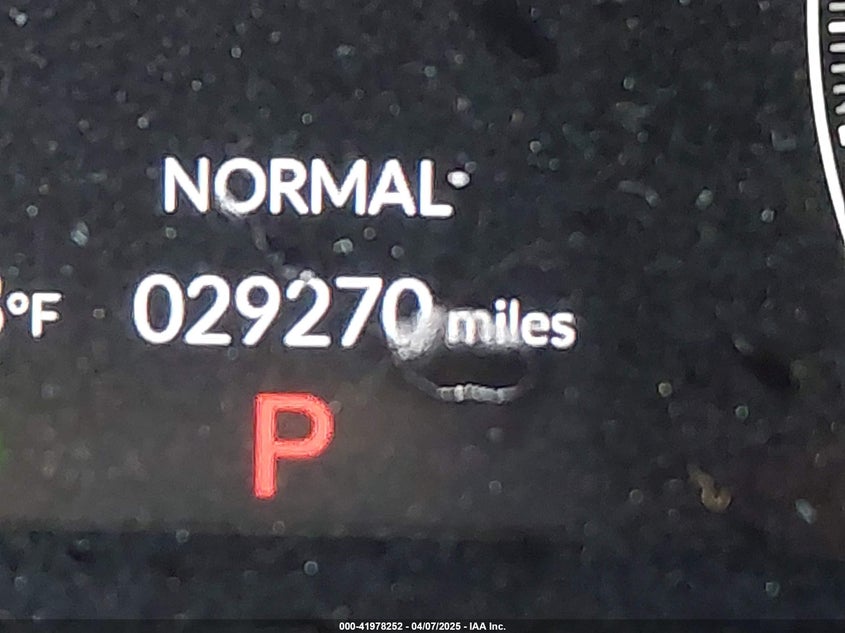 NORMAL
029270 miles
°F
P
000-41978252 - 04/07/2025 - IAA Inc.